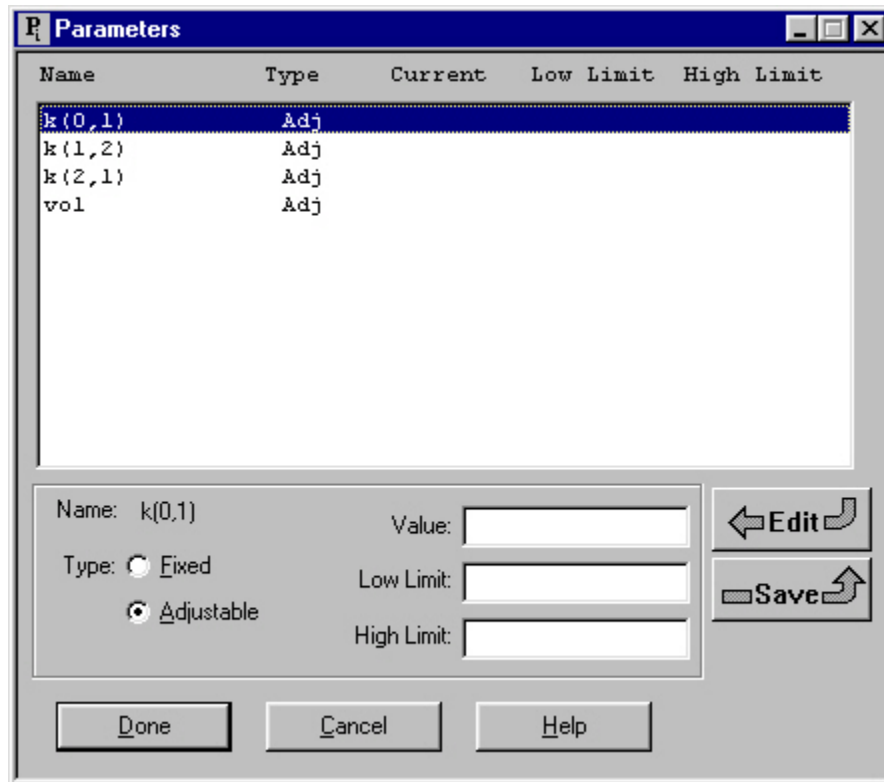 Parameters
Name Type Current Low Limit High Limit
k(0,1) Adj
k(1,2) Adj
k(2,1) Adj
vol Adj
Name: k(0,1)
Value:
Type: Fixed
Low Limit:
Adjustable
High Limit:
Edit
Save
Done Cancel Help